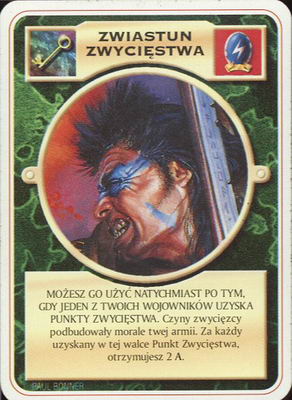 ZWIASTUN
ZWYCIĘSTWA
MOŻESZ GO UŻYĆ NATYCHMIAST PO TYM,
GDY JEDEN Z TWOICH WOJOWNIKÓW UZYSKA
PUNKTY ZWYCIĘSTWA. Czyny zwycięzcy
podbudowały morale twej armii. Za każdy
uzyskany w tej walce Punkt Zwycięstwa,
otrzymujesz 2 A.
PAUL BONNER